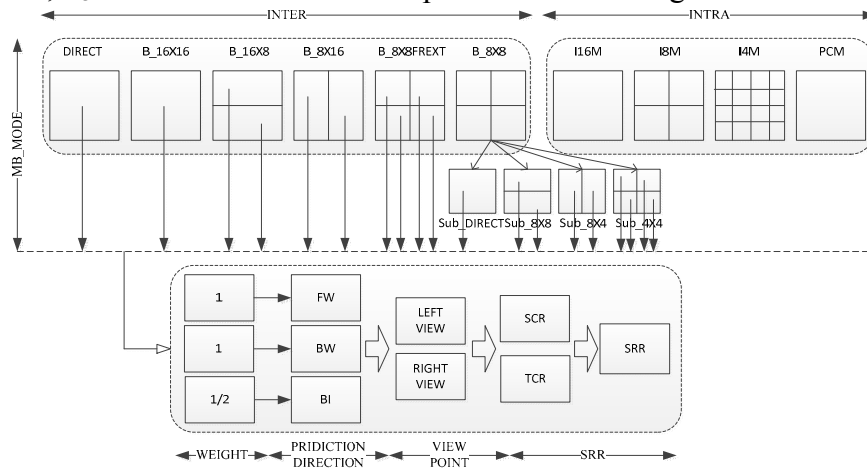 INTER INTRA
DIRECT B_16X16 B_16X8 B_8X16 B_8X8FREXT B_8X8 I16M I8M I4M PCM
MB_MODE
Sub_DIRECT Sub_8X8 Sub_8X4 Sub_4X4
1 FW
LEFT VIEW
SCR
1 BW
SRR
RIGHT VIEW
TCR
1/2 BI
WEIGHT PRIDICTION DIRECTION VIEW POINT SRR